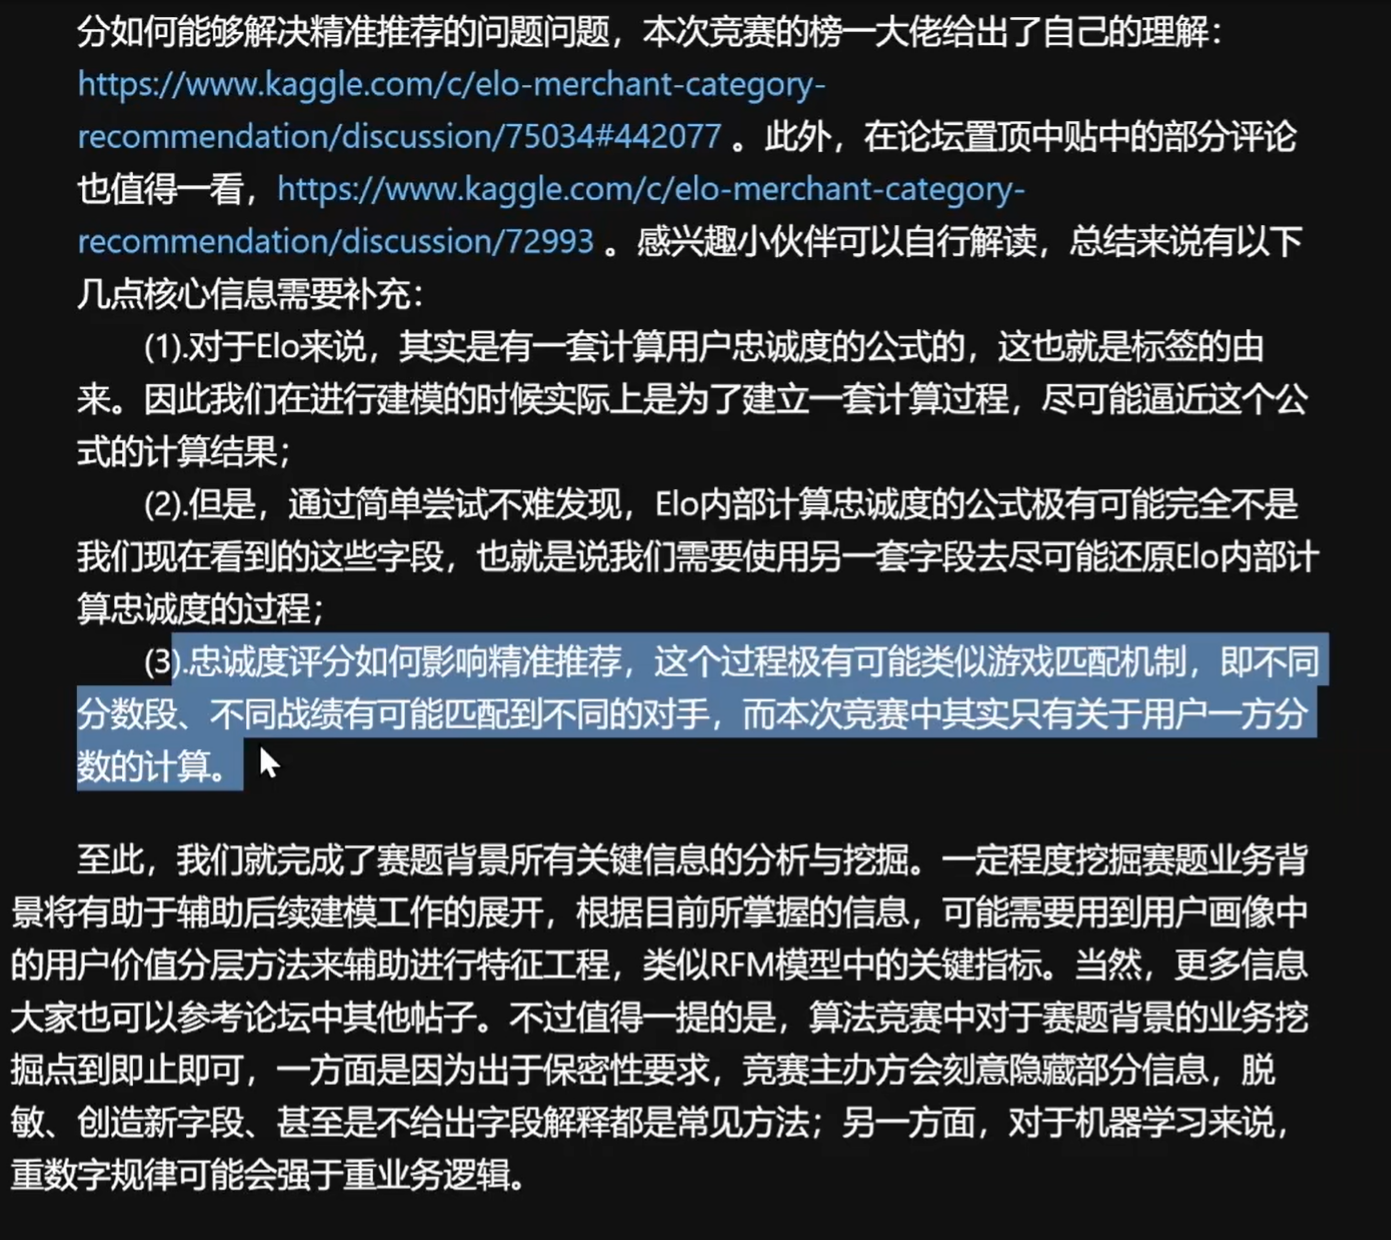 分如何能够解决精准推荐的问题问题，本次竞赛的榜一大佬给出了自己的理解：
https://www.kaggle.com/c/elo-merchant-category-
recommendation/discussion/75034#442077 。此外，在论坛置顶中贴中的部分评论
也值得一看，https://www.kaggle.com/c/elo-merchant-category-
recommendation/discussion/72993 。感兴趣小伙伴可以自行解读，总结来说有以下
几点核心信息需要补充：
(1).对于Elo来说，其实是有一套计算用户忠诚度的公式的，这也就是标签的由
来。因此我们在进行建模的时候实际上是为了建立一套计算过程，尽可能逼近这个公
式的计算结果；
(2).但是，通过简单尝试不难发现，Elo内部计算忠诚度的公式极有可能完全不是
我们现在看到的这些字段，也就是说我们需要使用另一套字段去尽可能还原Elo内部计
算忠诚度的过程；
(3).忠诚度评分如何影响精准推荐，这个过程极有可能类似游戏匹配机制，即不同
分数段、不同战绩有可能匹配到不同的对手，而本次竞赛中其实只有关于用户一方分
数的计算。
至此，我们就完成了赛题背景所有关键信息的分析与挖掘。一定程度挖掘赛题业务背
景将有助于辅助后续建模工作的展开，根据目前所掌握的信息，可能需要用到用户画像中
的用户价值分层方法来辅助进行特征工程，类似RFM模型中的关键指标。当然，更多信息
大家也可以参考论坛中其他帖子。不过值得一提的是，算法竞赛中对于赛题背景的业务挖
掘点到即止即可，一方面是因为出于保密性要求，竞赛主办方会刻意隐藏部分信息，脱
敏、创造新字段、甚至是不给出字段解释都是常见方法；另一方面，对于机器学习来说，
重数字规律可能会强于重业务逻辑。